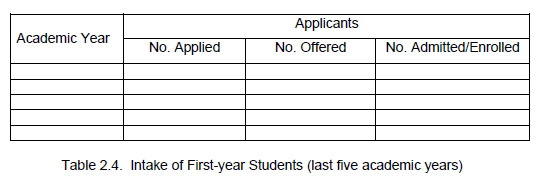 Applicants
Academic Year
No. Applied No. Offered No. Admitted/Enrolled
Table 2.4. Intake of First-year Students (last five academic years)